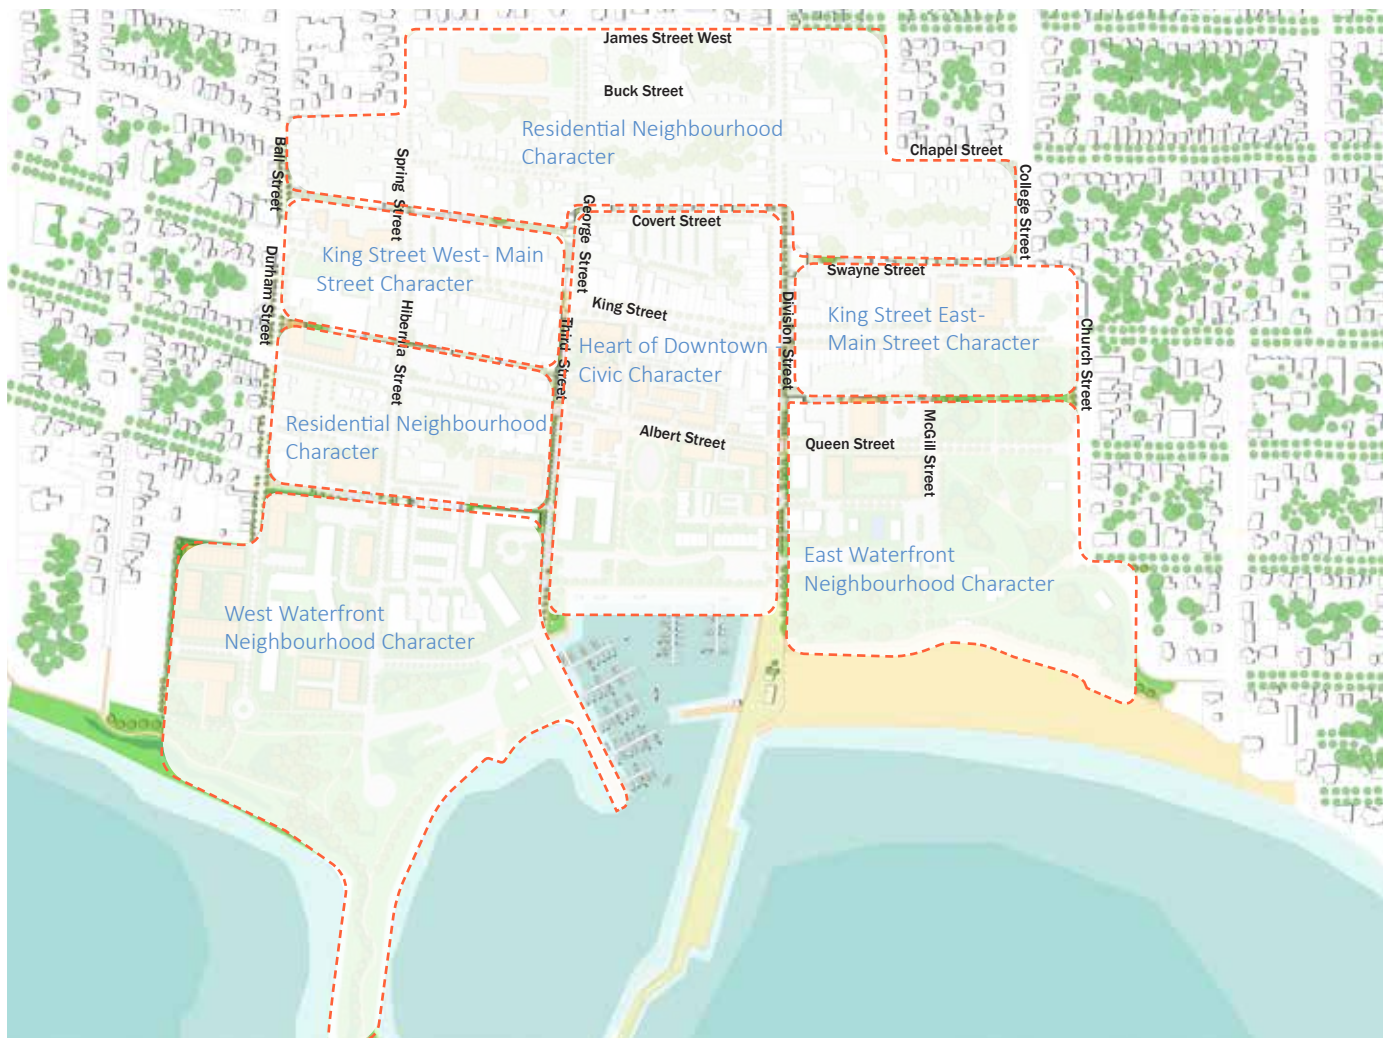 James Street West
Buck Street
Residential Neighbourhood
Character
Chapel Street
Ball Street
Spring Street
College Street
George Street
Covert Street
King Street West- Main
Street Character
Swayne Street
Durham Street
Hibernia Street
King Street
Third Street
Division Street
Heart of Downtown -
Civic Character
King Street East-
Main Street Character
Church Street
Residential Neighbourhood
Character
Albert Street
Queen Street
McGill Street
East Waterfront
Neighbourhood Character
West Waterfront
Neighbourhood Character